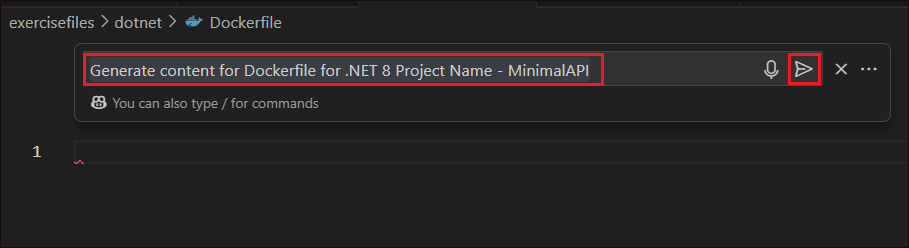 exercisefiles > dotnet > Dockerfile
Generate content for Dockerfile for .NET 8 Project Name - MinimalAPI
You can also type / for commands
1